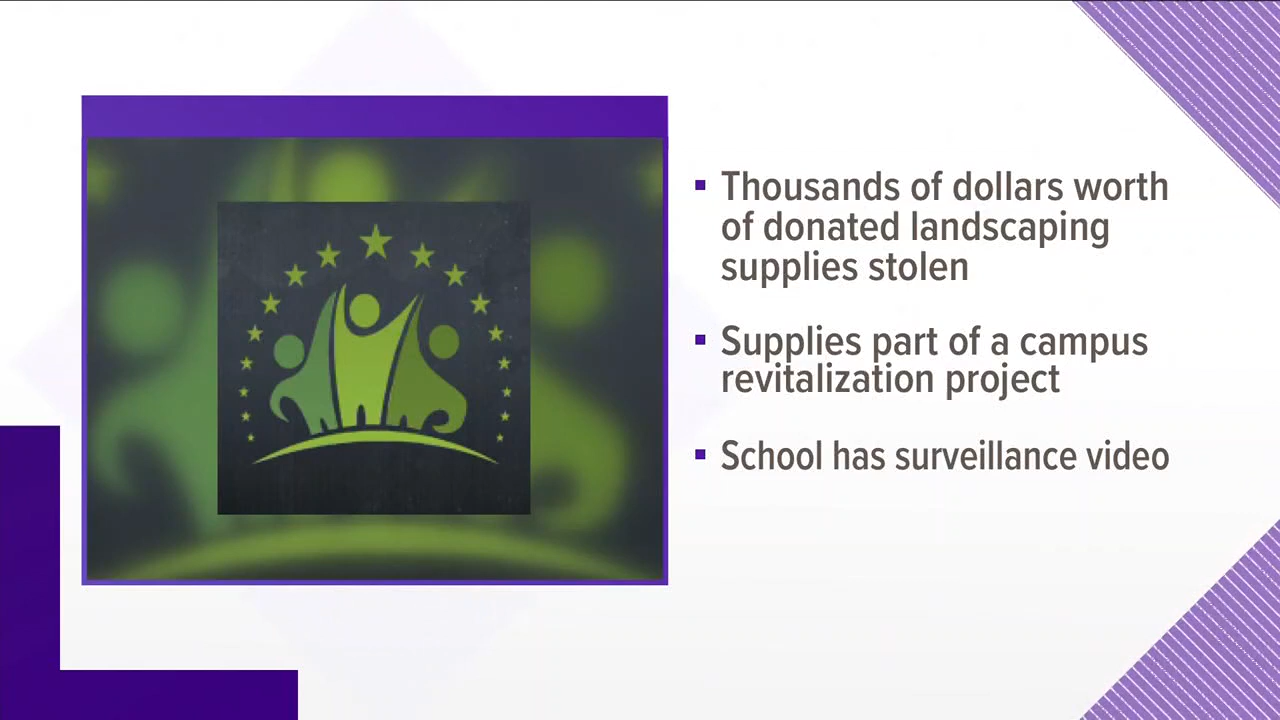 Thousands of dollars worth
of donated landscaping
supplies stolen
Supplies part of a campus
revitalization project
School has surveillance video